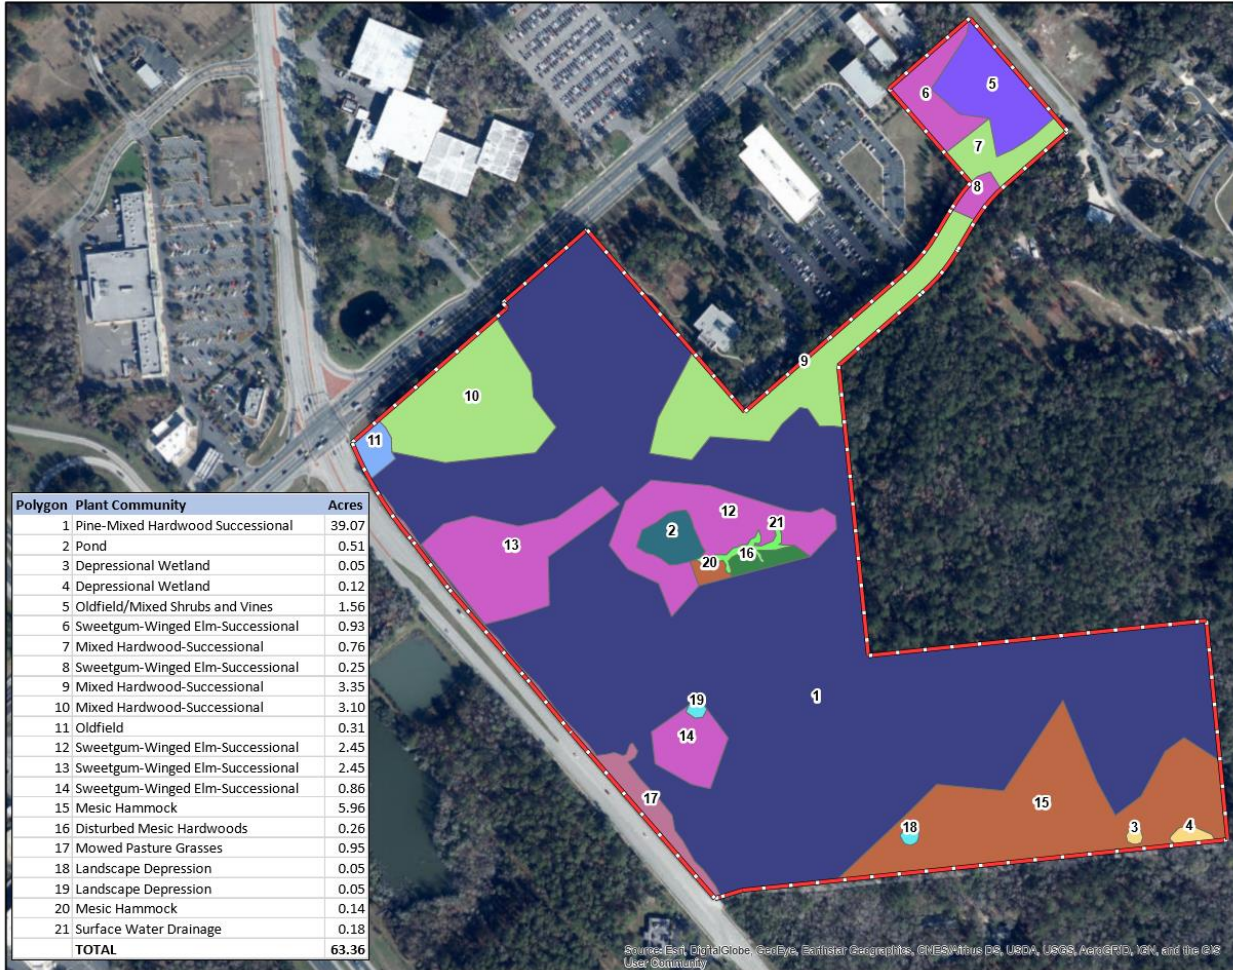 5
6
7
8
9
10
11
12
21
2
13
16
20
1
19
14
17
15
18
3
4
Polygon Plant Community Acres
1 Pine-Mixed Hardwood Successional 39.07
2 Pond 0.51
3 Depressional Wetland 0.05
4 Depressional Wetland 0.12
5 Oldfield/Mixed Shrubs and Vines 1.56
6 Sweetgum-Winged Elm-Successional 0.93
7 Mixed Hardwood-Successional 0.76
8 Sweetgum-Winged Elm-Successional 0.25
9 Mixed Hardwood-Successional 3.35
10 Mixed Hardwood-Successional 3.10
11 Oldfield 0.31
12 Sweetgum-Winged Elm-Successional 2.45
13 Sweetgum-Winged Elm-Successional 2.45
14 Sweetgum-Winged Elm-Successional 0.86
15 Mesic Hammock 5.96
16 Disturbed Mesic Hardwoods 0.26
17 Mowed Pasture Grasses 0.95
18 Landscape Depression 0.05
19 Landscape Depression 0.05
20 Mesic Hammock 0.14
21 Surface Water Drainage 0.18
TOTAL 63.36
Source: Esri, DigitalGlobe, GeoEye, Earthstar Geographics, CNES/Airbus DS, USDA, USGS, AeroGRID, IGN, and the GIS
User Community